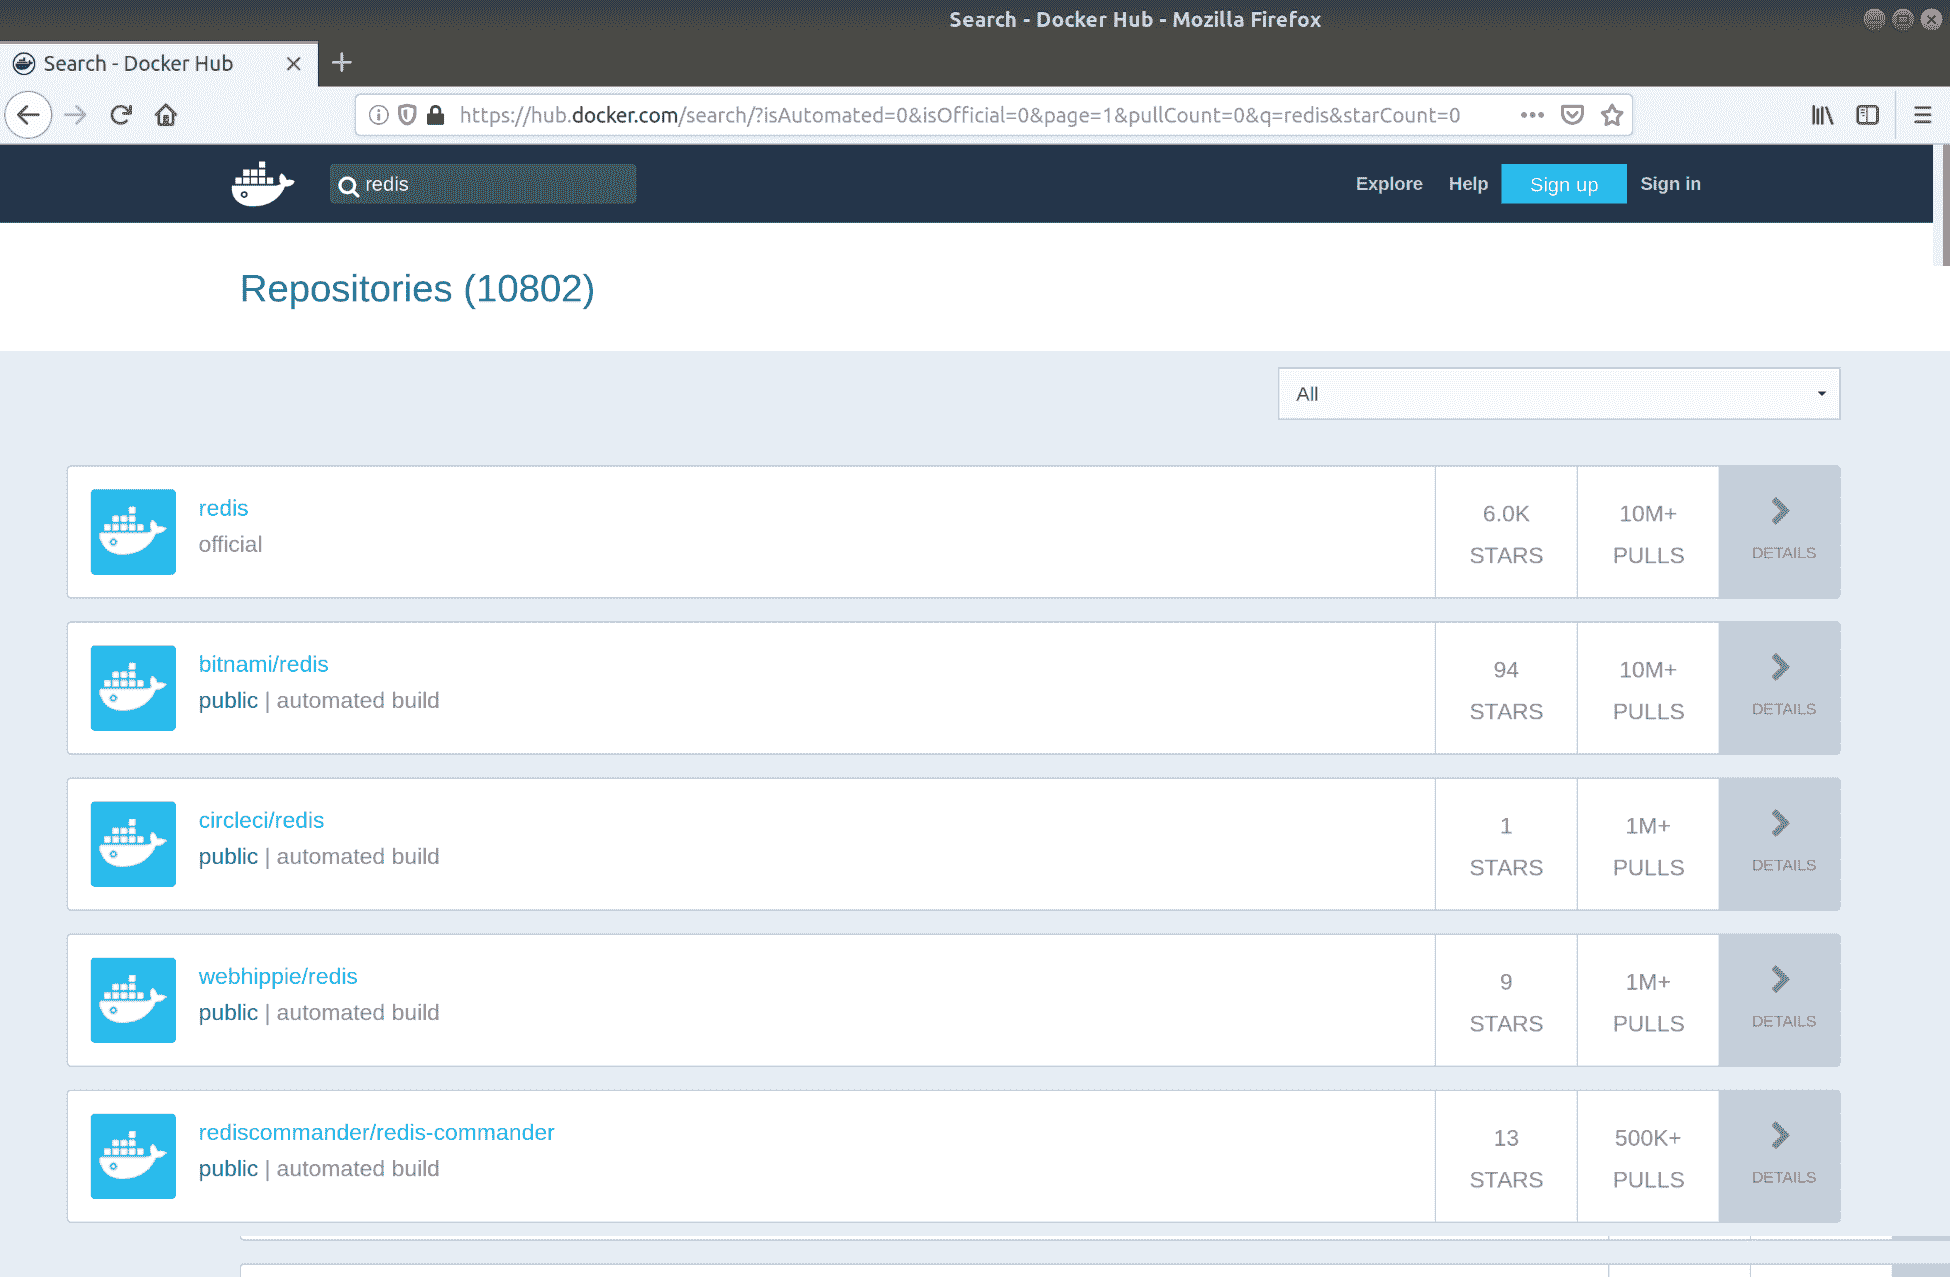 Search - Docker Hub - Mozilla Firefox
Search - Docker Hub
https://hub.docker.com/search/?isAutomated=0&isOfficial=0&page=1&pullCount=0&q=redis&starCount=0
redis
Explore Help Sign up Sign in
Repositories (10802)
All
redis
official
6.0K
STARS
10M+
PULLS
DETAILS
bitnami/redis
public | automated build
94
STARS
10M+
PULLS
DETAILS
circleci/redis
public | automated build
1
STARS
1M+
PULLS
DETAILS
webhippie/redis
public | automated build
9
STARS
1M+
PULLS
DETAILS
rediscommander/redis-commander
public | automated build
13
STARS
500K+
PULLS
DETAILS